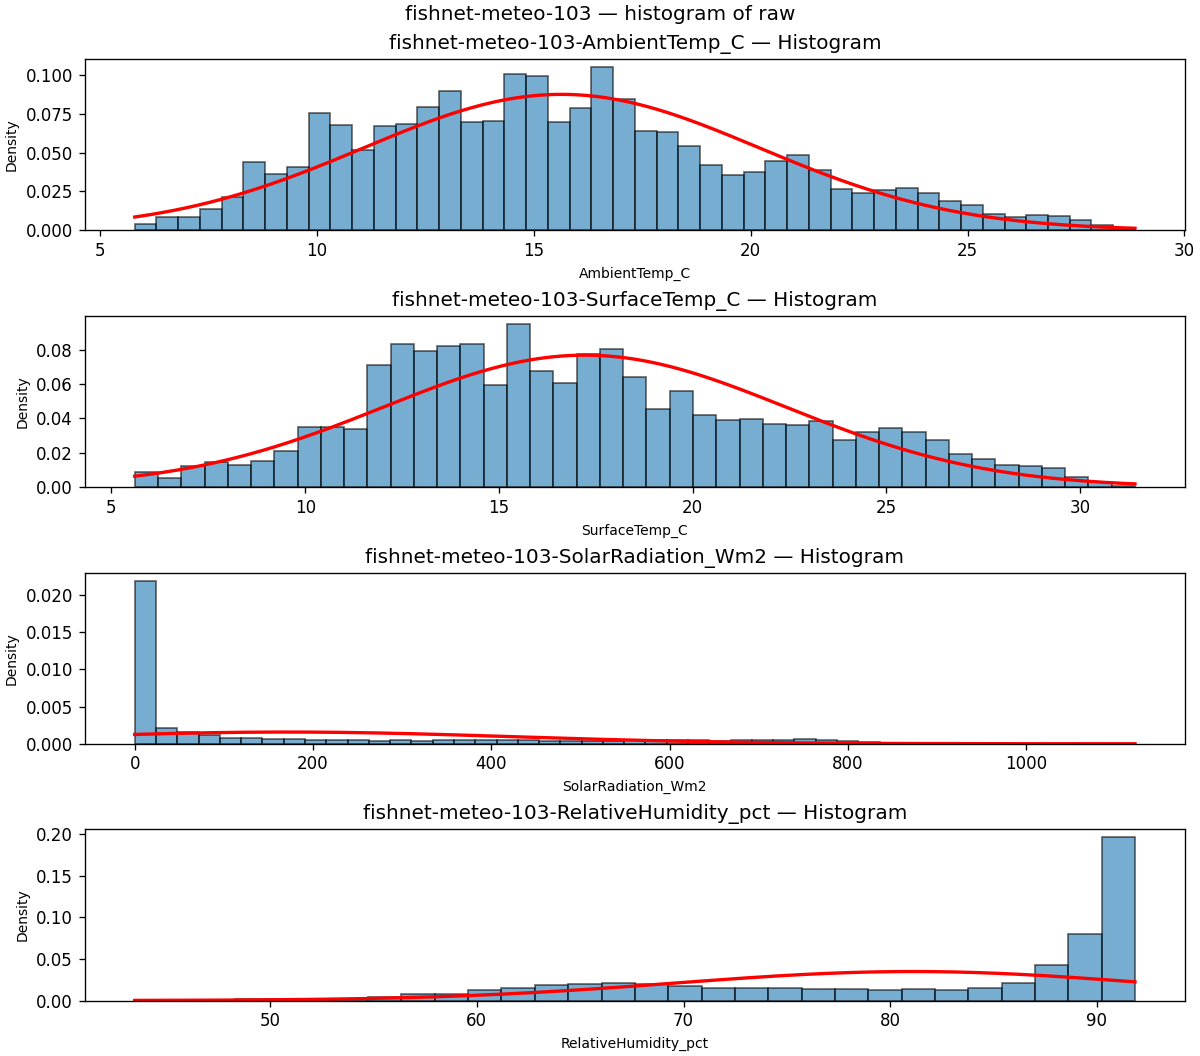 fishnet-meteo-103 — histogram of raw
fishnet-meteo-103-AmbientTemp_C — Histogram
0.100
0.075
0.050
0.025
0.000
Density
5 10 15 20 25 30
AmbientTemp_C
fishnet-meteo-103-SurfaceTemp_C — Histogram
0.08
0.06
0.04
0.02
0.00
Density
5 10 15 20 25 30
SurfaceTemp_C
fishnet-meteo-103-SolarRadiation_Wm2 — Histogram
0.020
0.015
0.010
0.005
0.000
Density
0 200 400 600 800 1000
SolarRadiation_Wm2
fishnet-meteo-103-RelativeHumidity_pct — Histogram
0.20
0.15
0.10
0.05
0.00
Density
50 60 70 80 90
RelativeHumidity_pct